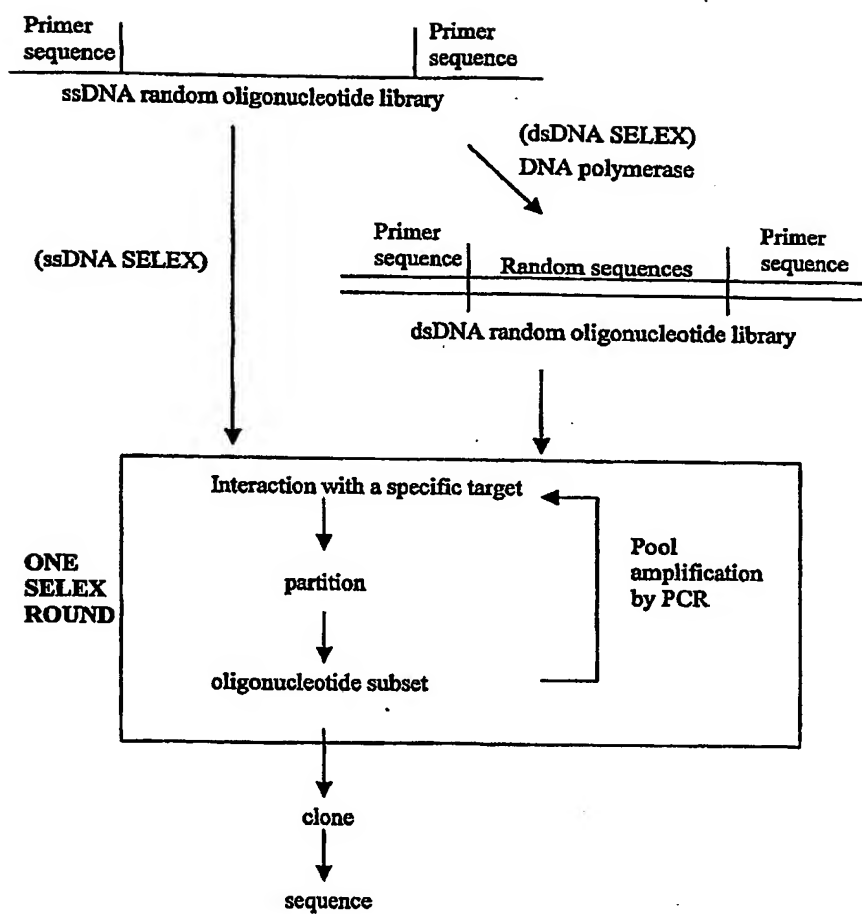 Primer
sequence
Primer
sequence
ssDNA random oligonucleotide library
(dsDNA SELEX)
DNA polymerase
(ssDNA SELEX)
Primer
sequence
Random sequences
Primer
sequence
dsDNA random oligonucleotide library
Interaction with a specific target
ONE
SELEX
ROUND
partition
Pool
amplification
by PCR
oligonucleotide subset
clone
sequence